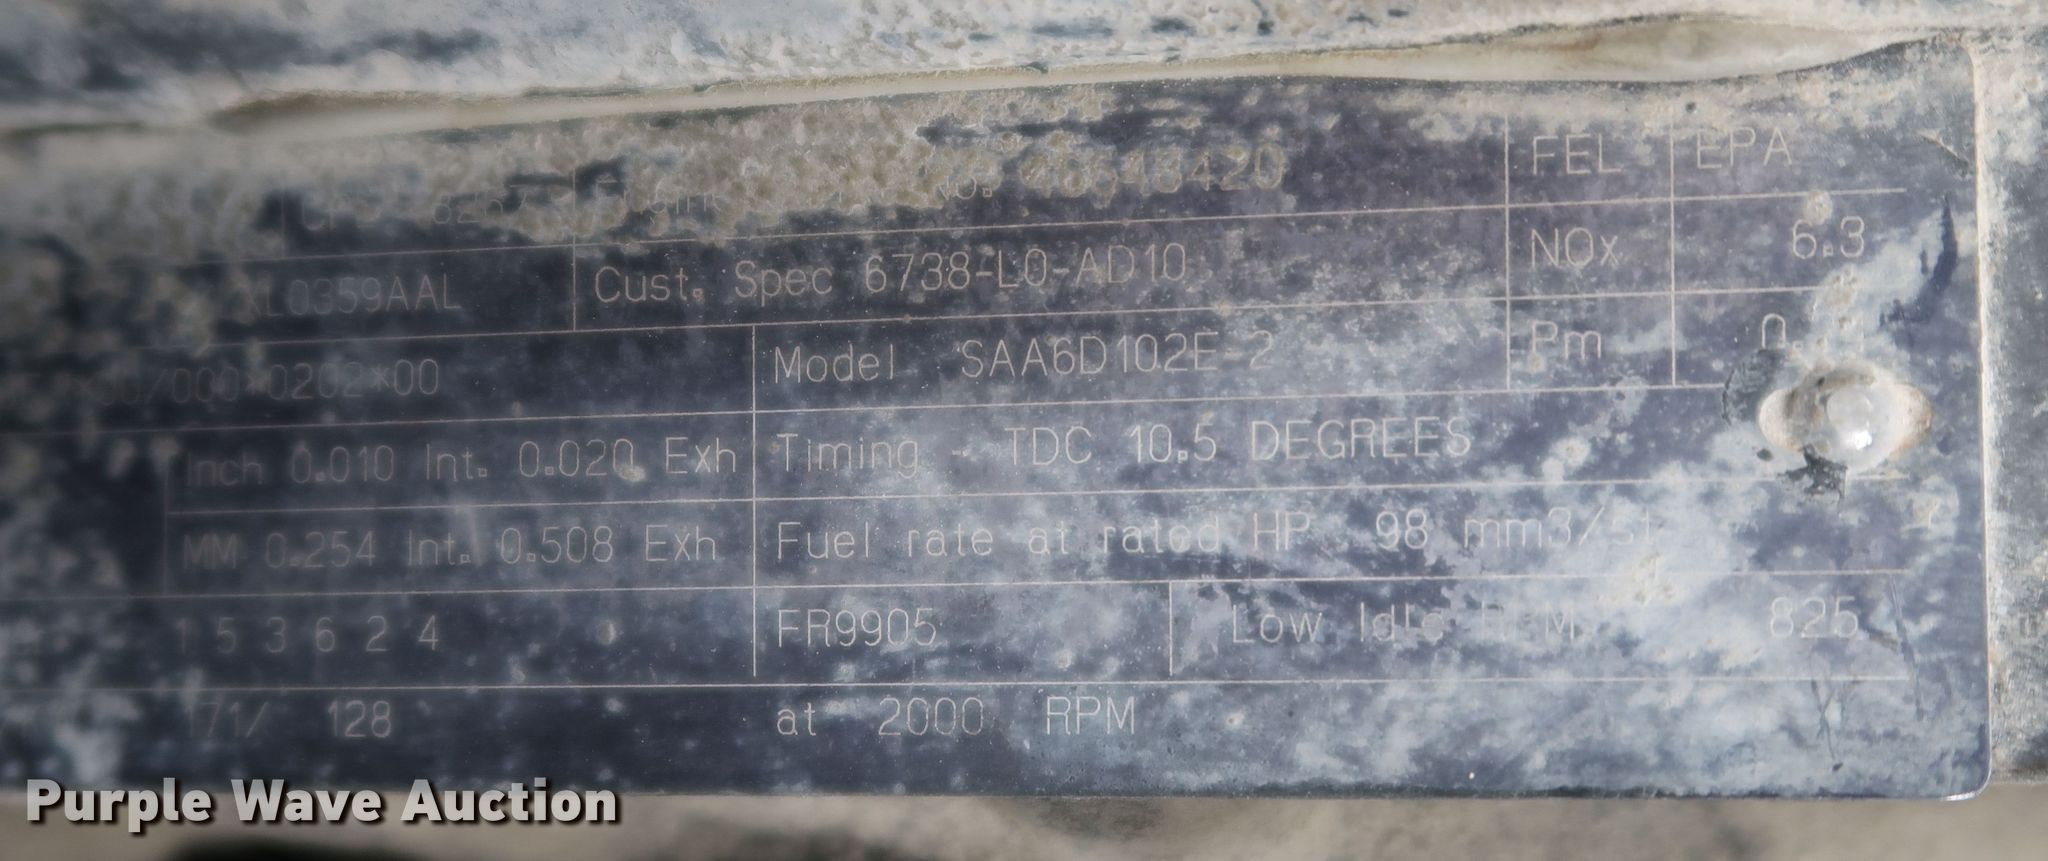 No. FEL EPA
Cust. Spec 6738-L0-AD10 NOx 6.3
Model SAA6D102E-2 Pm
Inch 0.010 Int. 0.020 Exh Timing - TDC 10.5 DEGREES
MM 0.254 Int. 0.508 Exh Fuel rate at rated HP 98 mm3/st
1 5 3 6 2 4 FR9905 Low Idle RPM 825
171/ 128 at 2000 RPM
Purple Wave Auction